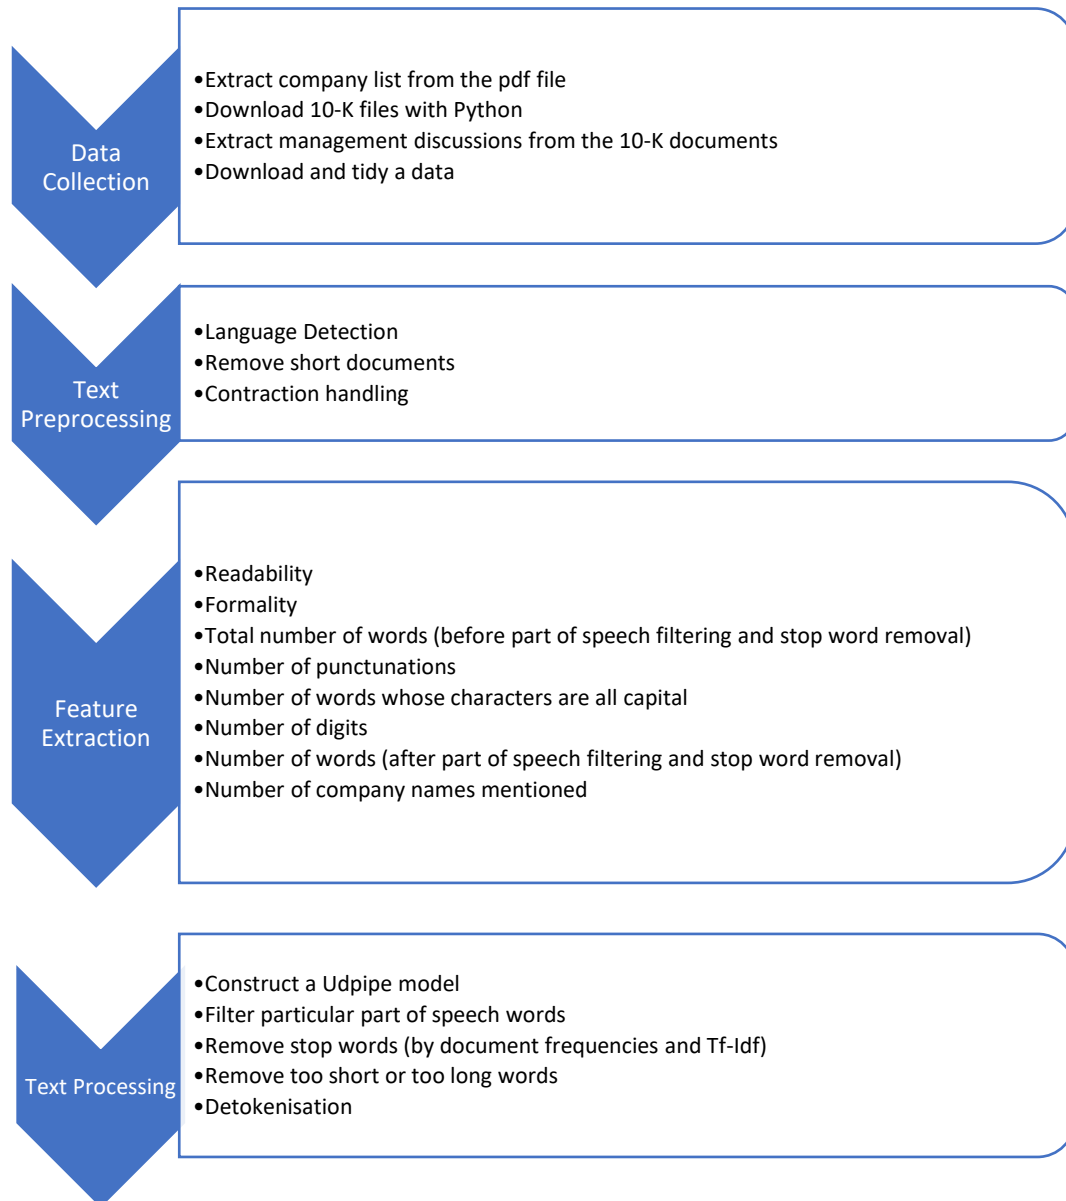 Data
Collection
•Extract company list from the pdf file
•Download 10-K files with Python
•Extract management discussions from the 10-K documents
•Download and tidy a data
Text
Preprocessing
•Language Detection
•Remove short documents
•Contraction handling
Feature
Extraction
•Readability
•Formality
•Total number of words (before part of speech filtering and stop word removal)
•Number of punctunations
•Number of words whose characters are all capital
•Number of digits
•Number of words (after part of speech filtering and stop word removal)
•Number of company names mentioned
Text Processing
•Construct a Udpipe model
•Filter particular part of speech words
•Remove stop words (by document frequencies and Tf-Idf)
•Remove too short or too long words
•Detokenisation